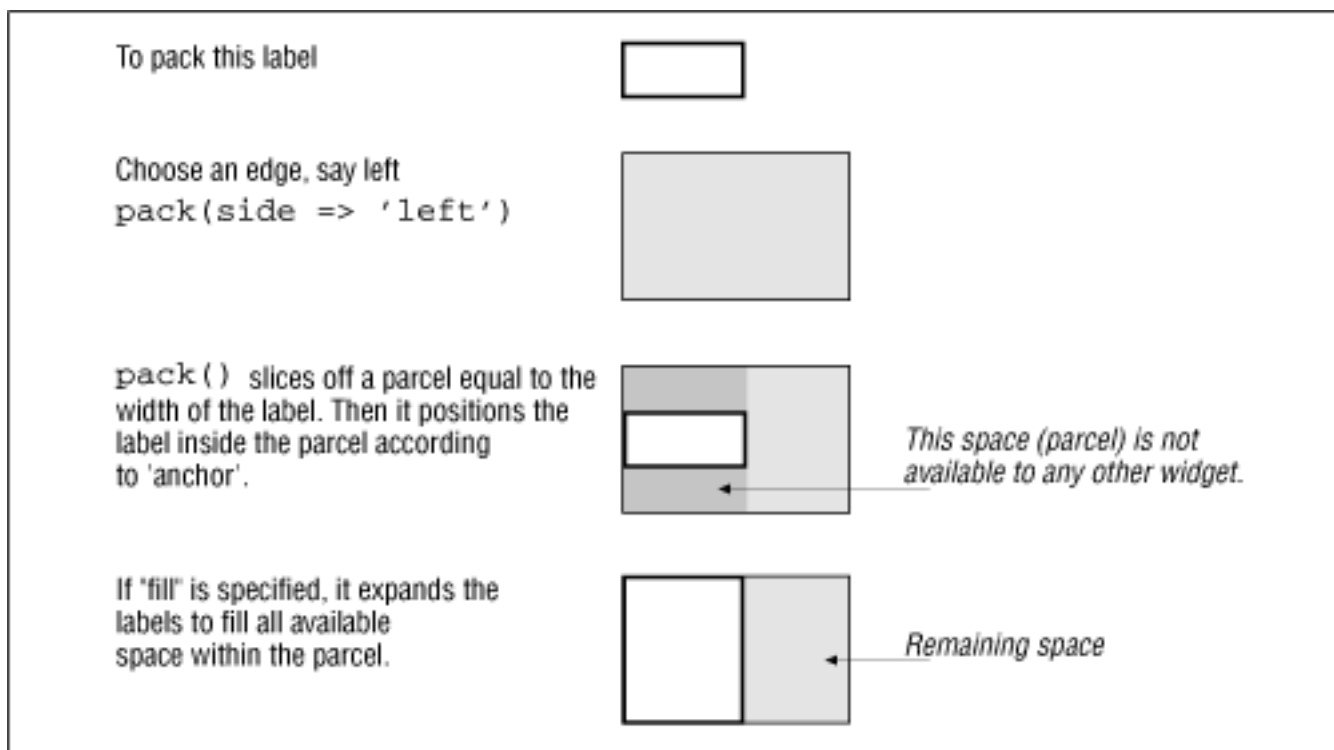 To pack this label
Choose an edge, say left
pack(side => 'left')
pack() slices off a parcel equal to the
width of the label. Then it positions the
label inside the parcel according
to 'anchor'.
This space (parcel) is not
available to any other widget.
If "fill" is specified, it expands the
labels to fill all available
space within the parcel.
Remaining space